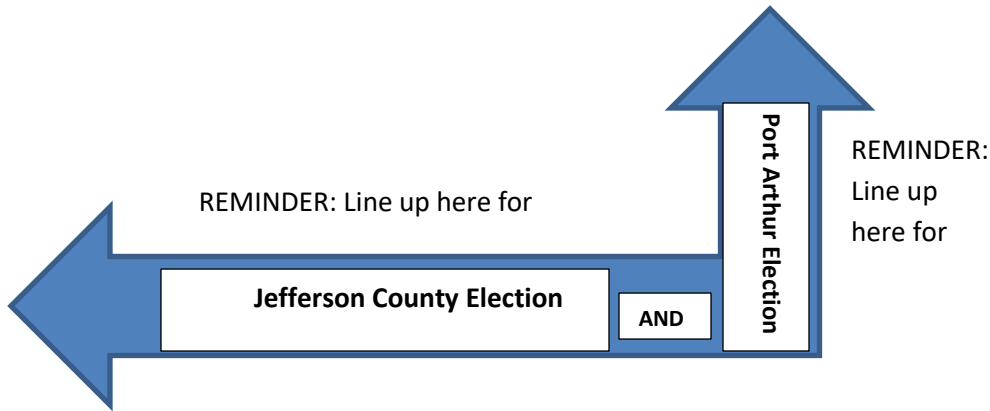 REMINDER: Line up here for
Jefferson County Election
AND
Port Arthur Election
REMINDER:
Line up
here for